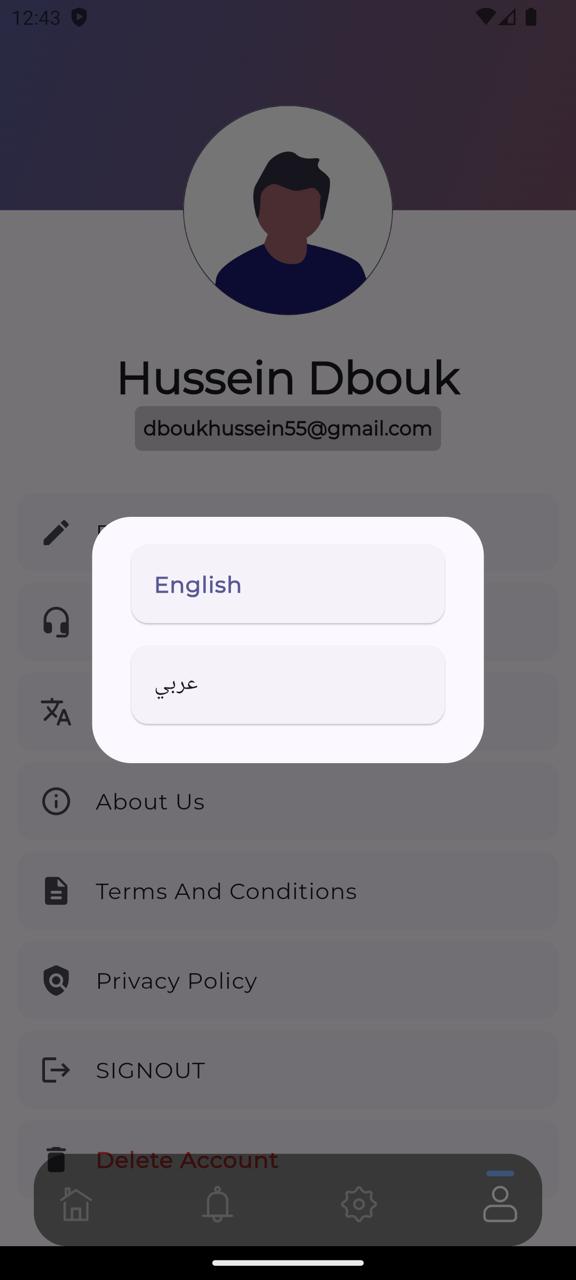 12:43
Hussein Dbouk
dboukhussein55@gmail.com
English
عربي
About Us
Terms And Conditions
Privacy Policy
SIGNOUT
Delete Account